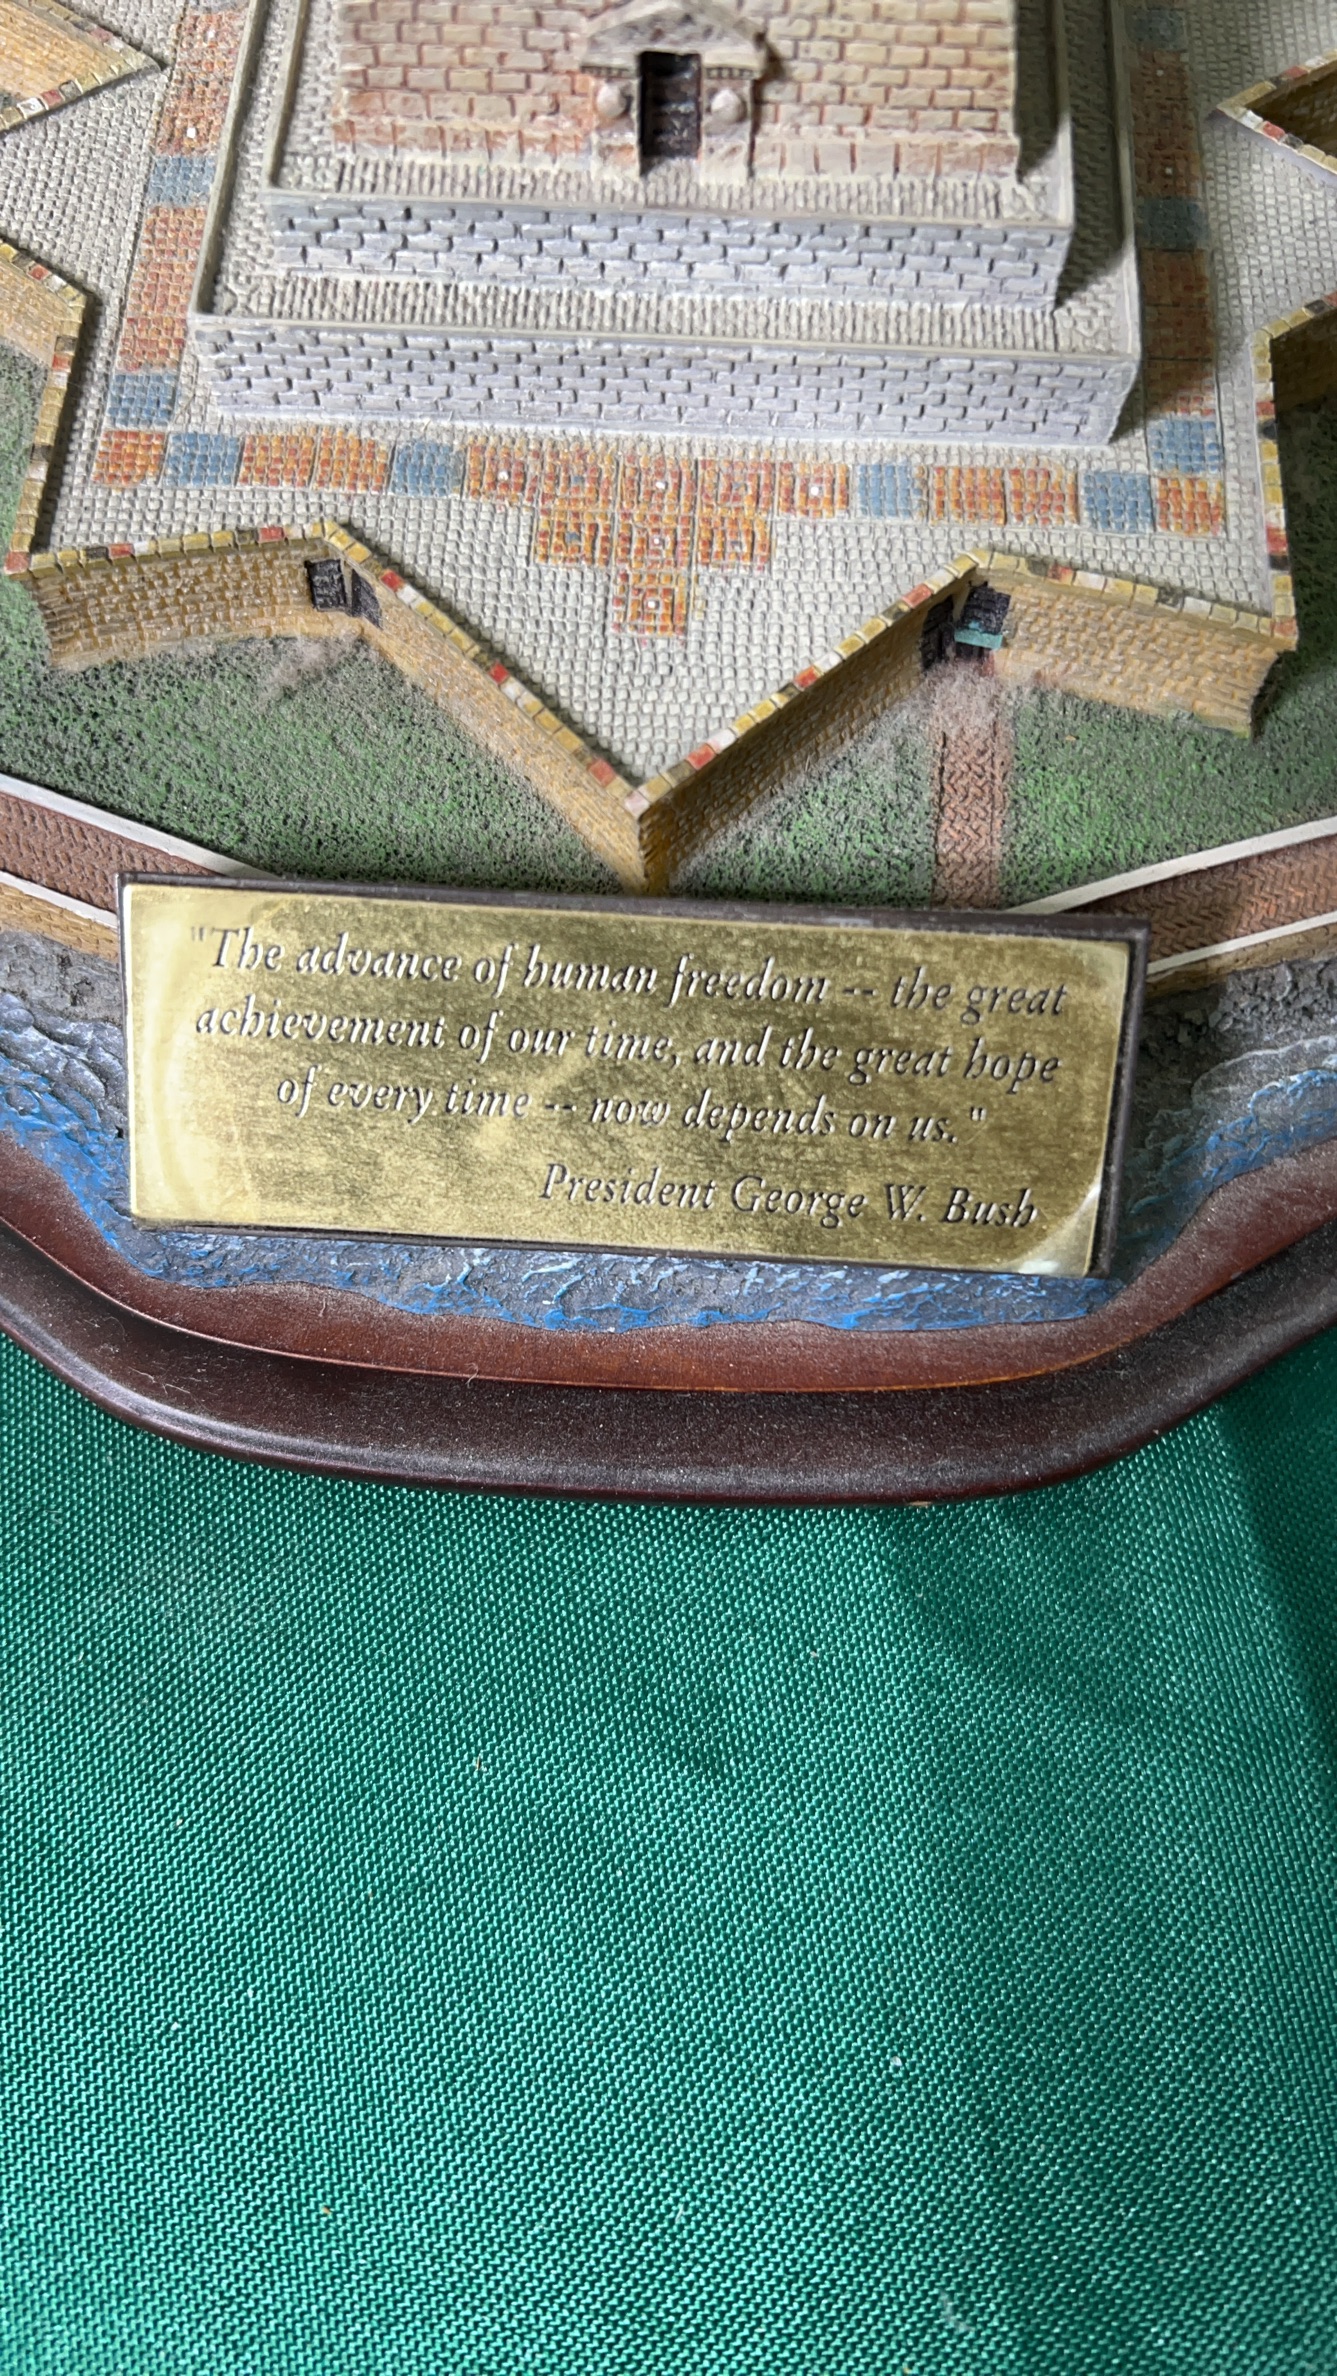 "The advance of human freedom -- the great
achievement of our time, and the great hope
of every time -- now depends on us."
President George W. Bush